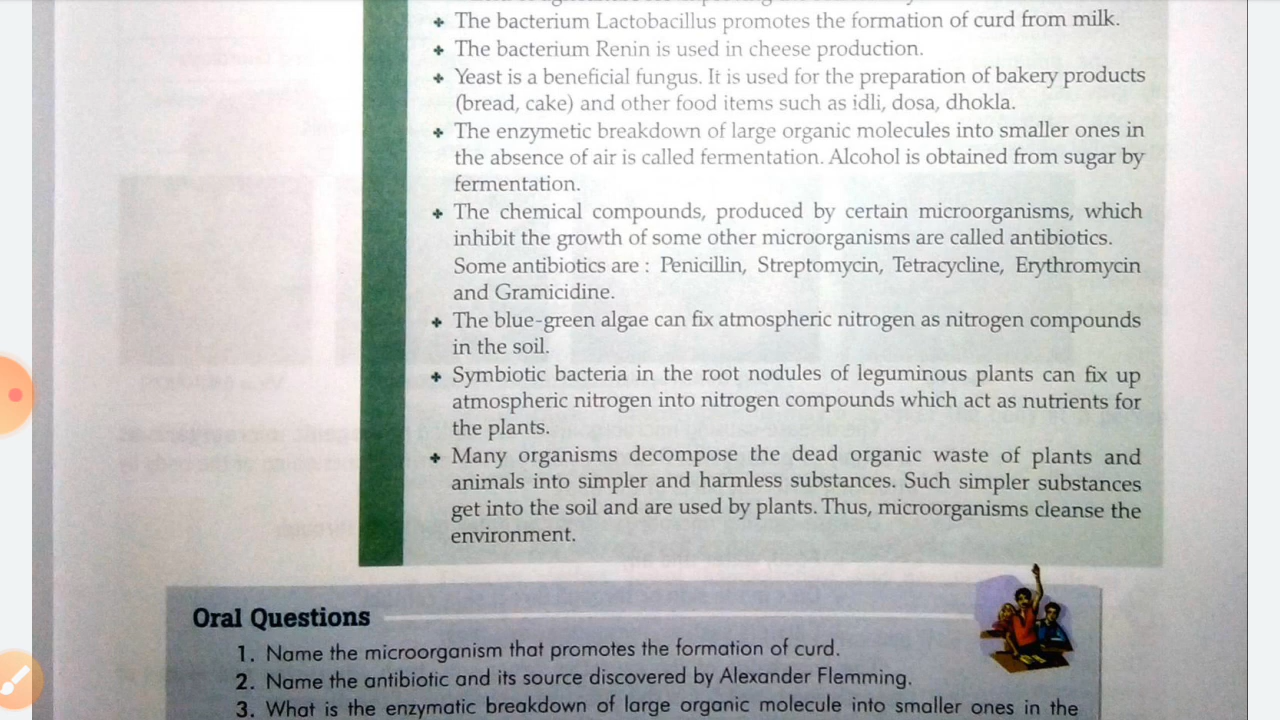 The bacterium Lactobacillus promotes the formation of curd from milk.
The bacterium Renin is used in cheese production.
Yeast is a beneficial fungus. It is used for the preparation of bakery products
(bread, cake) and other food items such as idli, dosa, dhokla.
The enzymetic breakdown of large organic molecules into smaller ones in
the absence of air is called fermentation. Alcohol is obtained from sugar by
fermentation.
The chemical compounds, produced by certain microorganisms, which
inhibit the growth of some other microorganisms are called antibiotics.
Some antibiotics are : Penicillin, Streptomycin, Tetracycline, Erythromycin
and Gramicidine.
The blue-green algae can fix atmospheric nitrogen as nitrogen compounds
in the soil.
Symbiotic bacteria in the root nodules of leguminous plants can fix up
atmospheric nitrogen into nitrogen compounds which act as nutrients for
the plants.
Many organisms decompose the dead organic waste of plants and
animals into simpler and harmless substances. Such simpler substances
get into the soil and are used by plants. Thus, microorganisms cleanse the
environment.
Oral Questions
1. Name the microorganism that promotes the formation of curd.
2. Name the antibiotic and its source discovered by Alexander Flemming.
3. What is the enzymatic breakdown of large organic molecule into smaller ones in the